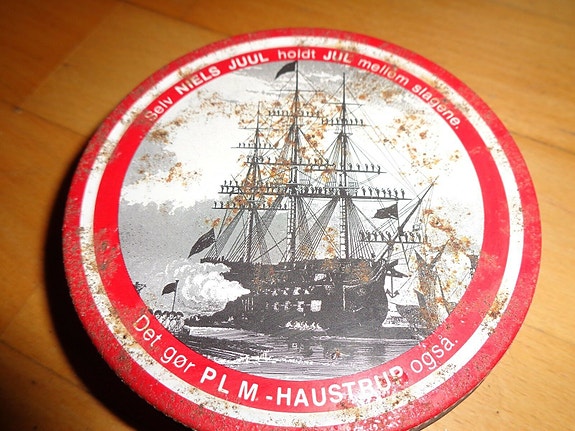 Selv NIELS JUUL holdt JUL mellem slagene.
Det gør PLM-HAUSTRUP også.